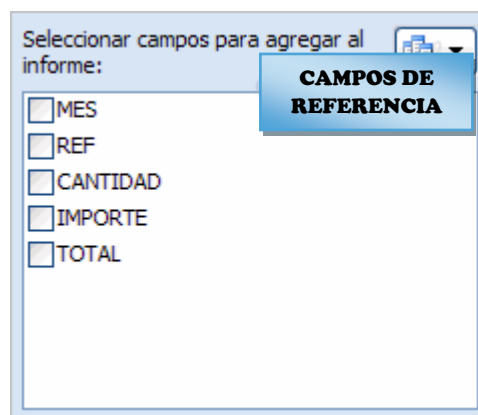 Seleccionar campos para agregar al
informe:
CAMPOS DE
REFERENCIA
MES
REF
CANTIDAD
IMPORTE
TOTAL